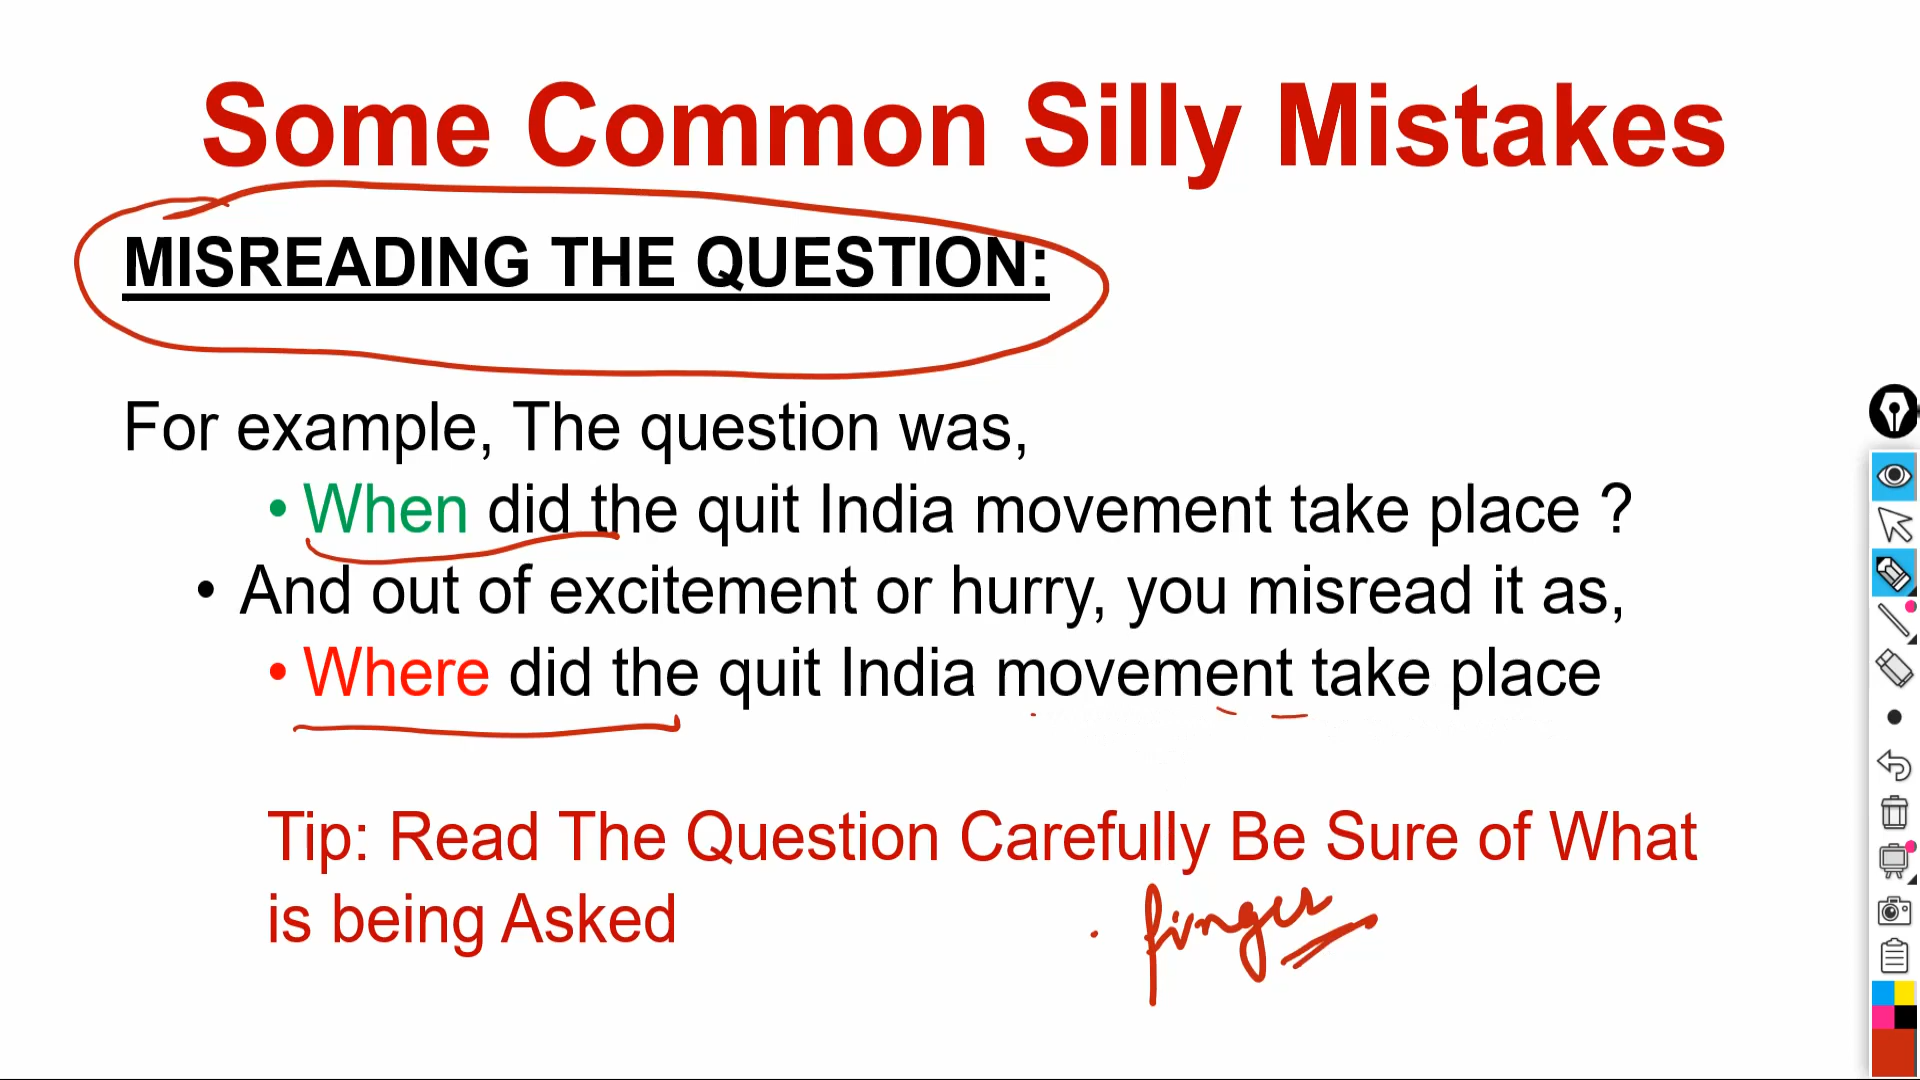 Some Common Silly Mistakes
MISREADING THE QUESTION:
For example, The question was,
• When did the quit India movement take place ?
• And out of excitement or hurry, you misread it as,
• Where did the quit India movement take place
Tip: Read The Question Carefully Be Sure of What
is being Asked
finger